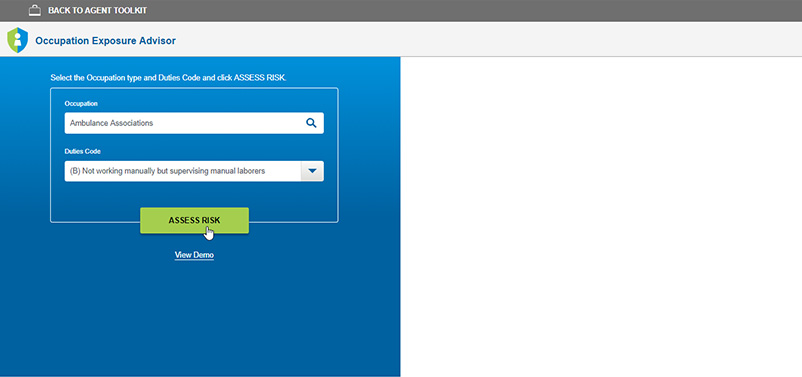 BACK TO AGENT TOOLKIT
Occupation Exposure Advisor
Select the Occupation type and Duties Code and click ASSESS RISK.
Occupation
Ambulance Associations
Duties Code
(B) Not working manually but supervising manual laborers
ASSESS RISK
View Demo